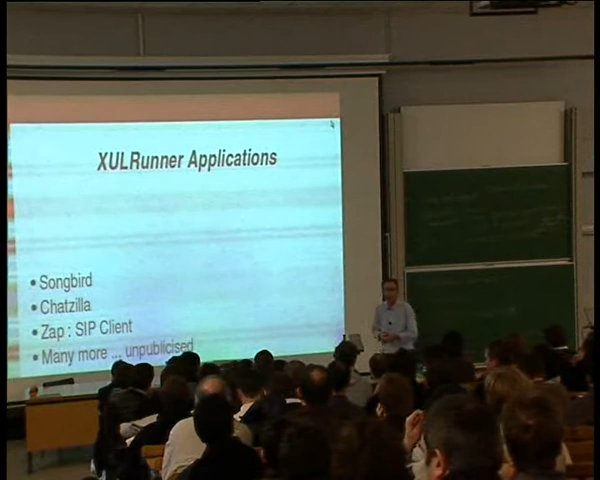 XULRunner Applications
• Songbird
• Chatzilla
• Zap : SIP Client
• Many more ... unpublicised